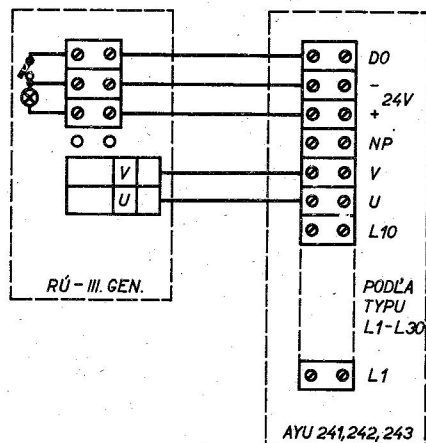 DO
−
24V
+
NP
V
V
U
U
L10
RÚ – III. GEN.
PODĽA
TYPU
L1-L30
L1
AYU 241,242,243